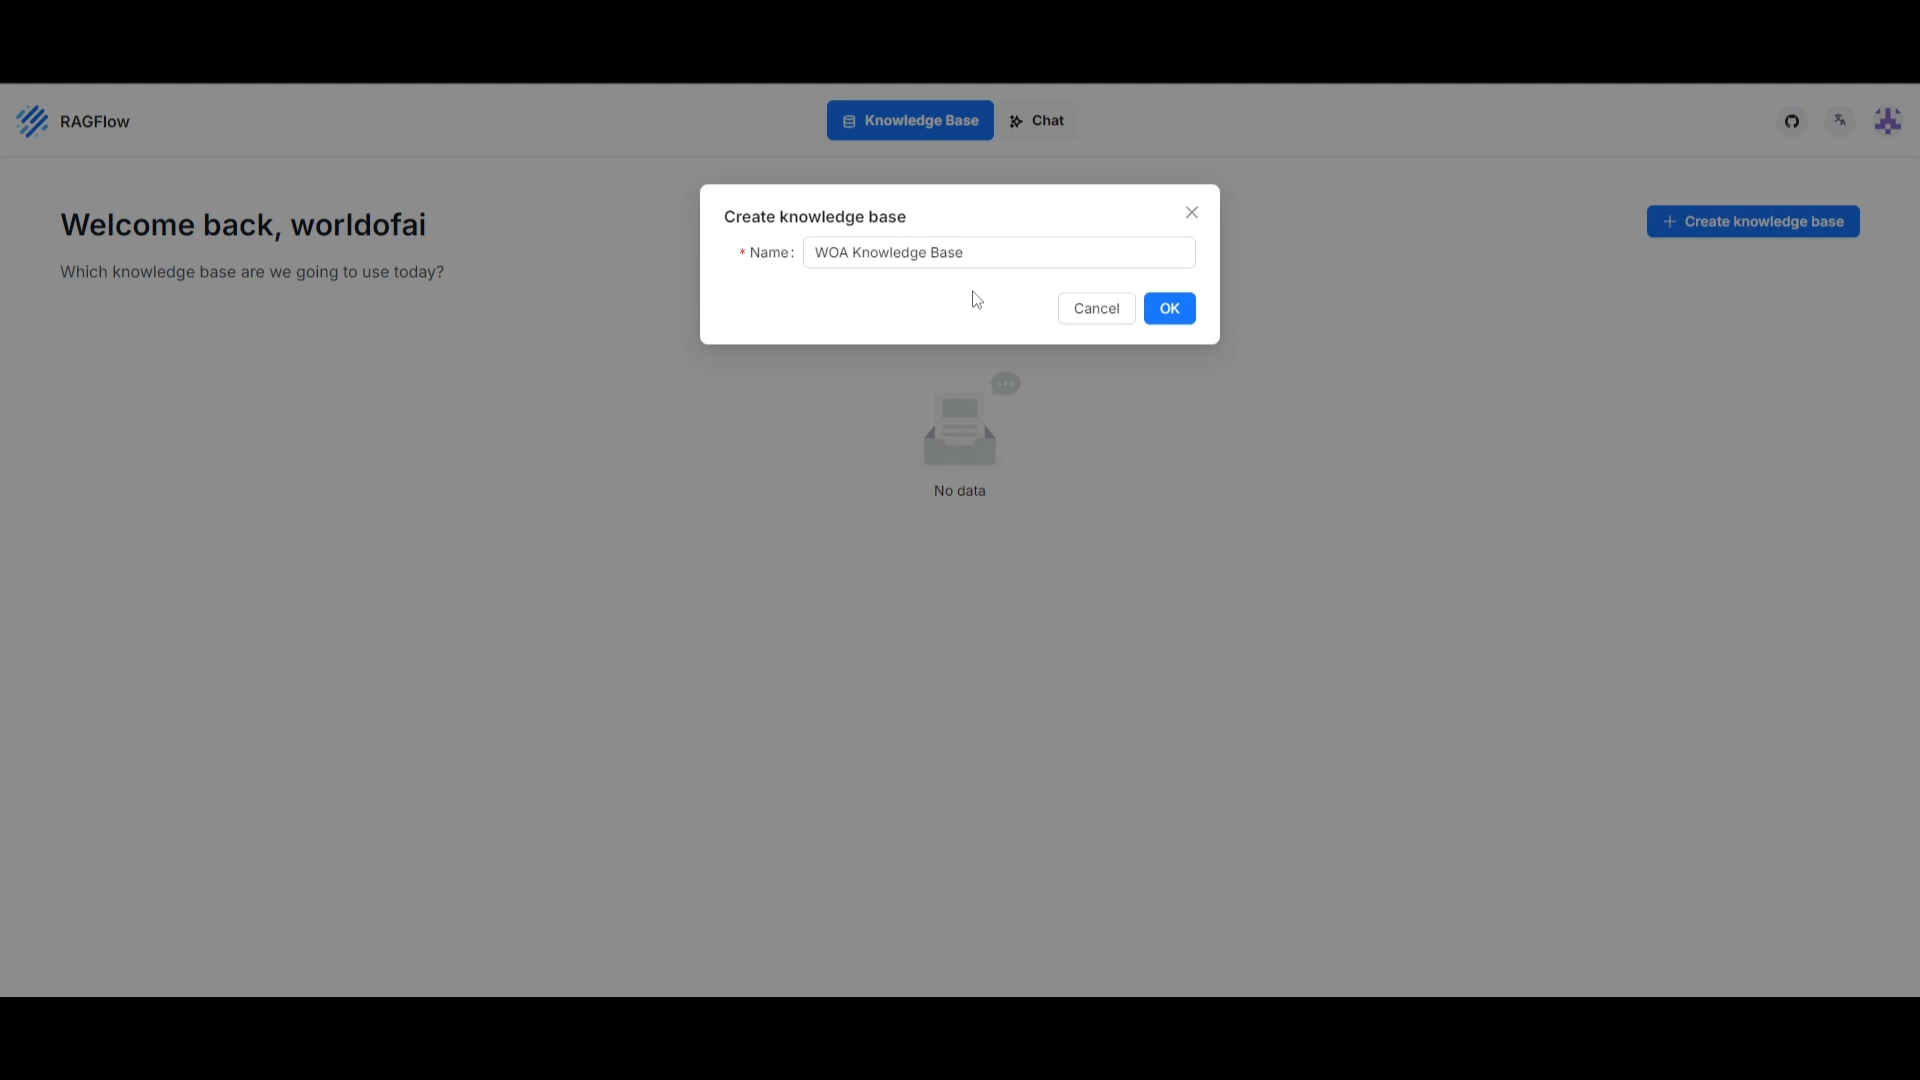 RAGFlow
Knowledge Base
Chat
Welcome back, worldofai
Which knowledge base are we going to use today?
Create knowledge base
Create knowledge base
* Name :
WOA Knowledge Base
Cancel
OK
No data